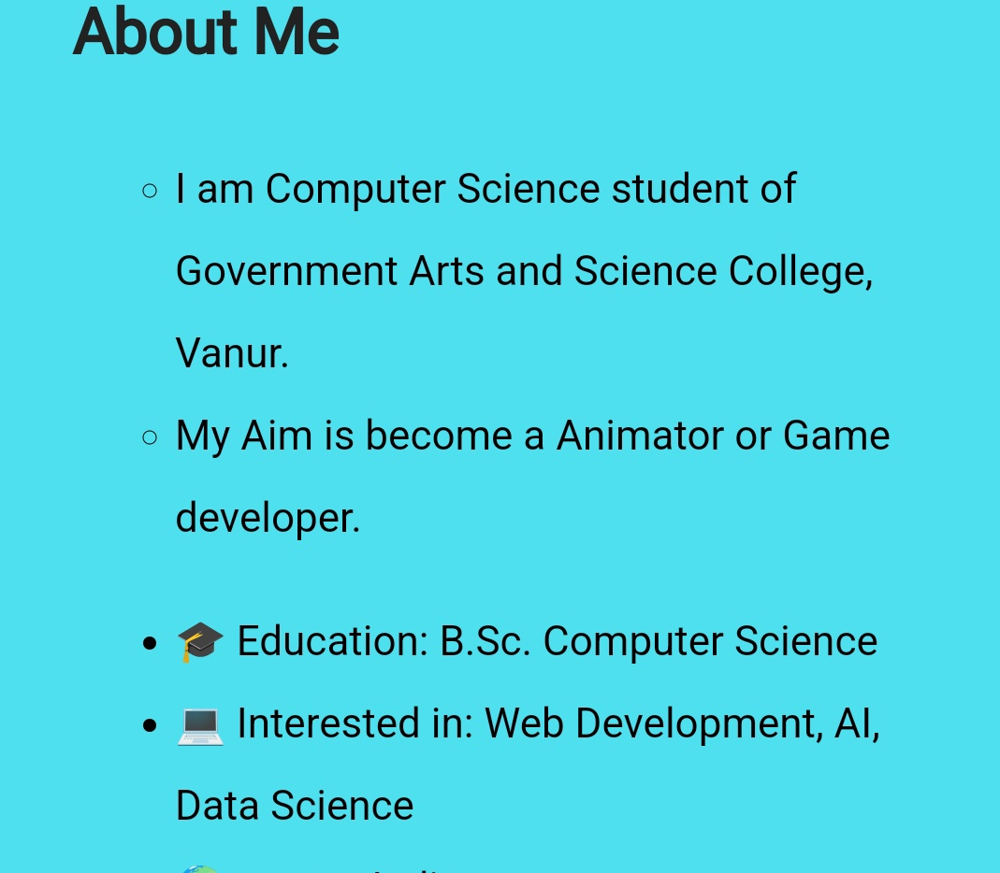 About Me
I am Computer Science student of
Government Arts and Science College,
Vanur.
My Aim is become a Animator or Game
developer.
🎓 Education: B.Sc. Computer Science
💻 Interested in: Web Development, AI,
Data Science